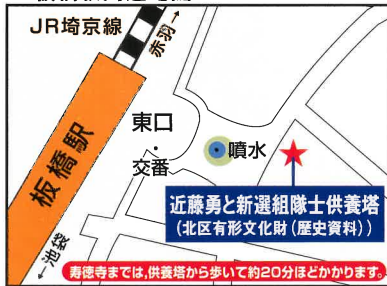 JR埼京線
赤羽→
板橋駅
東口
・
交番
噴水
近藤勇と新選組隊士供養塔
(北区有形文化財(歴史資料))
←池袋
寿徳寺までは、供養塔から歩いて約20分ほどかかります。